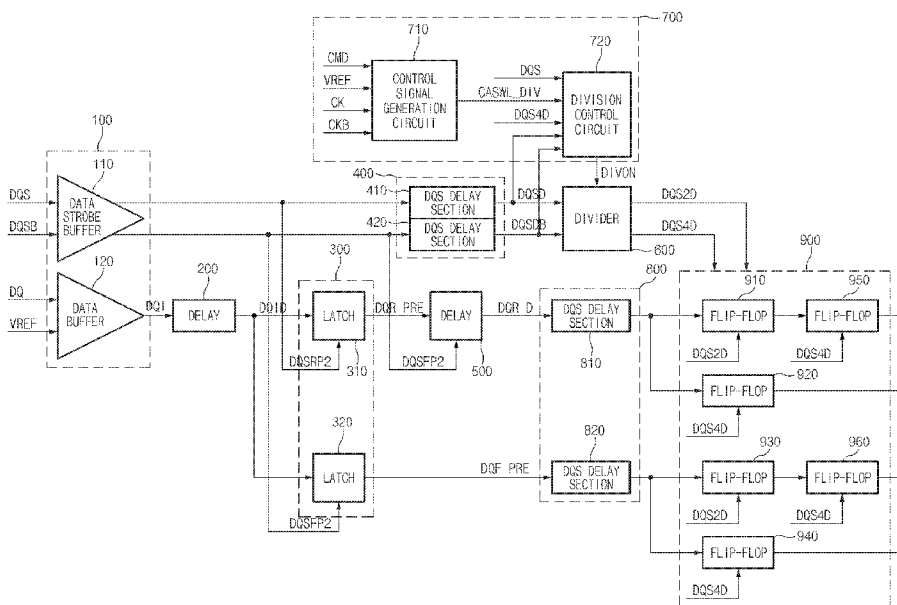 700
710
720
CMD
VREF
CK
CKB
CONTROL
SIGNAL
GENERATION
CIRCUIT
CASWL_DIV
DQS
DQS4D
DIVISION
CONTROL
CIRCUIT
DIVON
100
110
DQS
DQSB
DATA
STROBE
BUFFER
400
410
DQS DELAY
SECTION
420
DQS DELAY
SECTION
DQSD
DQSDB
DIVIDER
600
DQS2D
DQS4D
120
DQ
VREF
DATA
BUFFER
DQI
200
DELAY
DQID
300
LATCH
310
DQSRP2
DQR_PRE
DQSFP2
DELAY
500
DQR_D
800
DQS DELAY
SECTION
810
320
LATCH
DQSFP2
DQF_PRE
820
DQS DELAY
SECTION
900
910
FLIP-FLOP
DQS2D
950
FLIP-FLOP
DQS4D
920
FLIP-FLOP
DQS4D
930
FLIP-FLOP
DQS2D
960
FLIP-FLOP
DQS4D
940
FLIP-FLOP
DQS4D